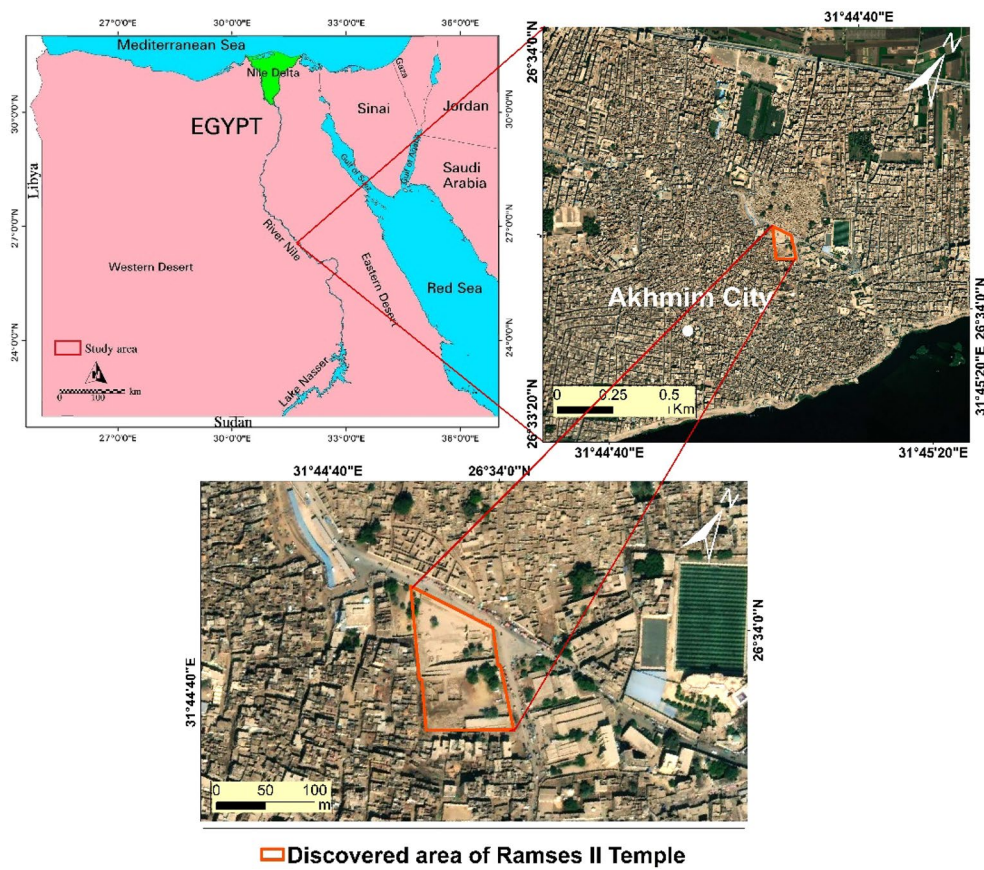 Mediterranean Sea
Nile Delta
Gaza
Sinai
Jordan
EGYPT
Gulf of Suez
Gulf of Aqaba
Saudi
Arabia
Libya
River Nile
Western Desert
Eastern Desert
Red Sea
Study area
N
0 100 km
Lake Nasser
Sudan
30°0'0"N
27°0'0"N
24°0'0"N
27°0'0"E
30°0'0"E
33°0'0"E
36°0'0"E
27°0'0"E
30°0'0"E
33°0'0"E
36°0'0"E
30°0'0"N
27°0'0"N
24°0'0"N
31°44'40"E
26°34'0"N
N
Akhmim City
0 0.25 0.5
Km
26°33'20"N
26°34'0"N
31°45'20"E
31°44'40"E
31°45'20"E
31°44'40"E
26°34'0"N
N
31°44'40"E
26°34'0"N
0 50 100
m
Discovered area of Ramses II Temple